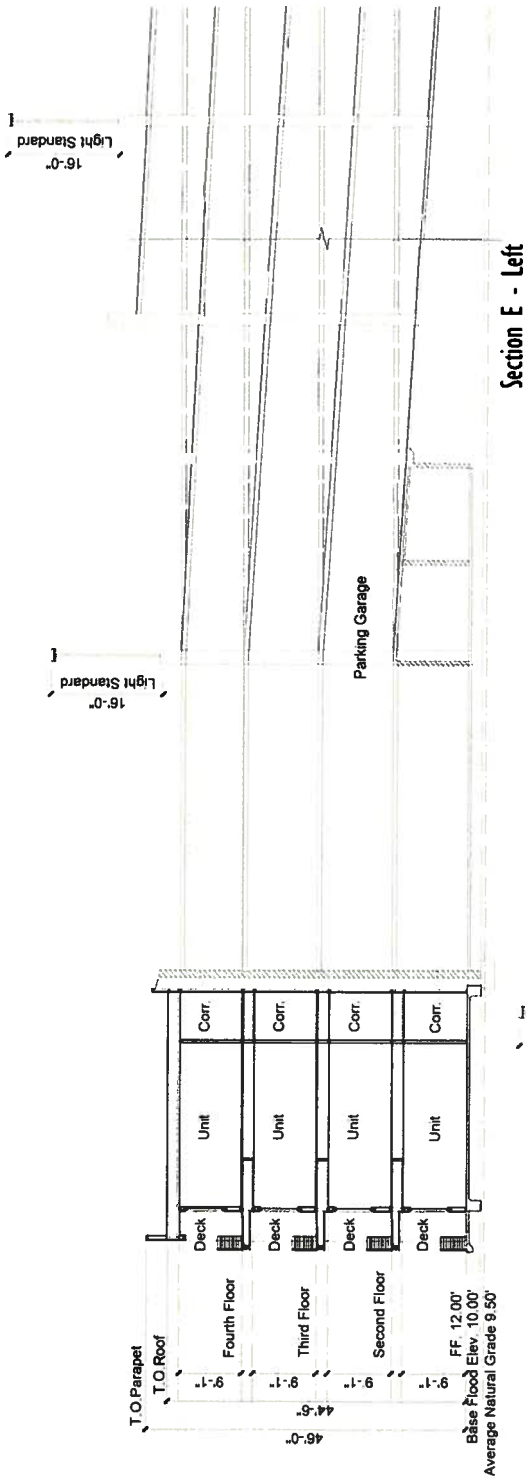 16'-0"
Light Standard
16'-0"
Light Standard
T.O.Parapet
T.O.Roof
Fourth Floor
Third Floor
Second Floor
FF. 12.00'
Base Flood Elev. 10.00'
Average Natural Grade 9.50'
46'-0"
44'-6"
9'-1"
9'-1"
9'-1"
9'-1"
Deck
Unit
Corr.
Deck
Unit
Corr.
Deck
Unit
Corr.
Deck
Unit
Corr.
Parking Garage
Section E - Left